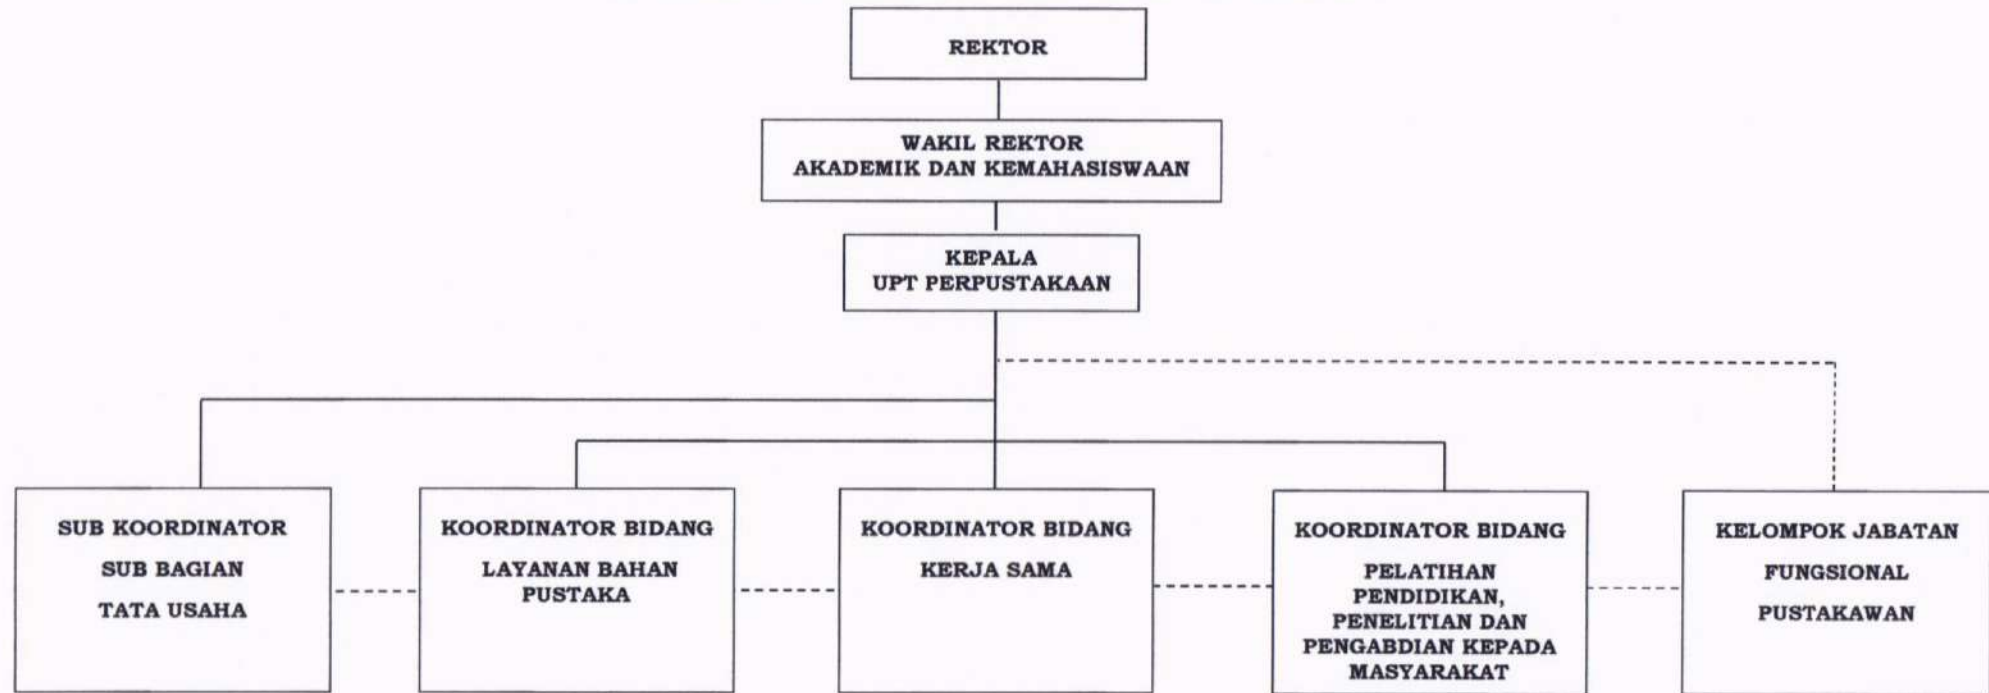 REKTOR
WAKIL REKTOR
AKADEMIK DAN KEMAHASISWAAN
KEPALA
UPT PERPUSTAKAAN
SUB KOORDINATOR
SUB BAGIAN
TATA USAHA
KOORDINATOR BIDANG
LAYANAN BAHAN
PUSTAKA
KOORDINATOR BIDANG
KERJA SAMA
KOORDINATOR BIDANG
PELATIHAN
PENDIDIKAN,
PENELITIAN DAN
PENGABDIAN KEPADA
MASYARAKAT
KELOMPOK JABATAN
FUNGSIONAL
PUSTAKAWAN